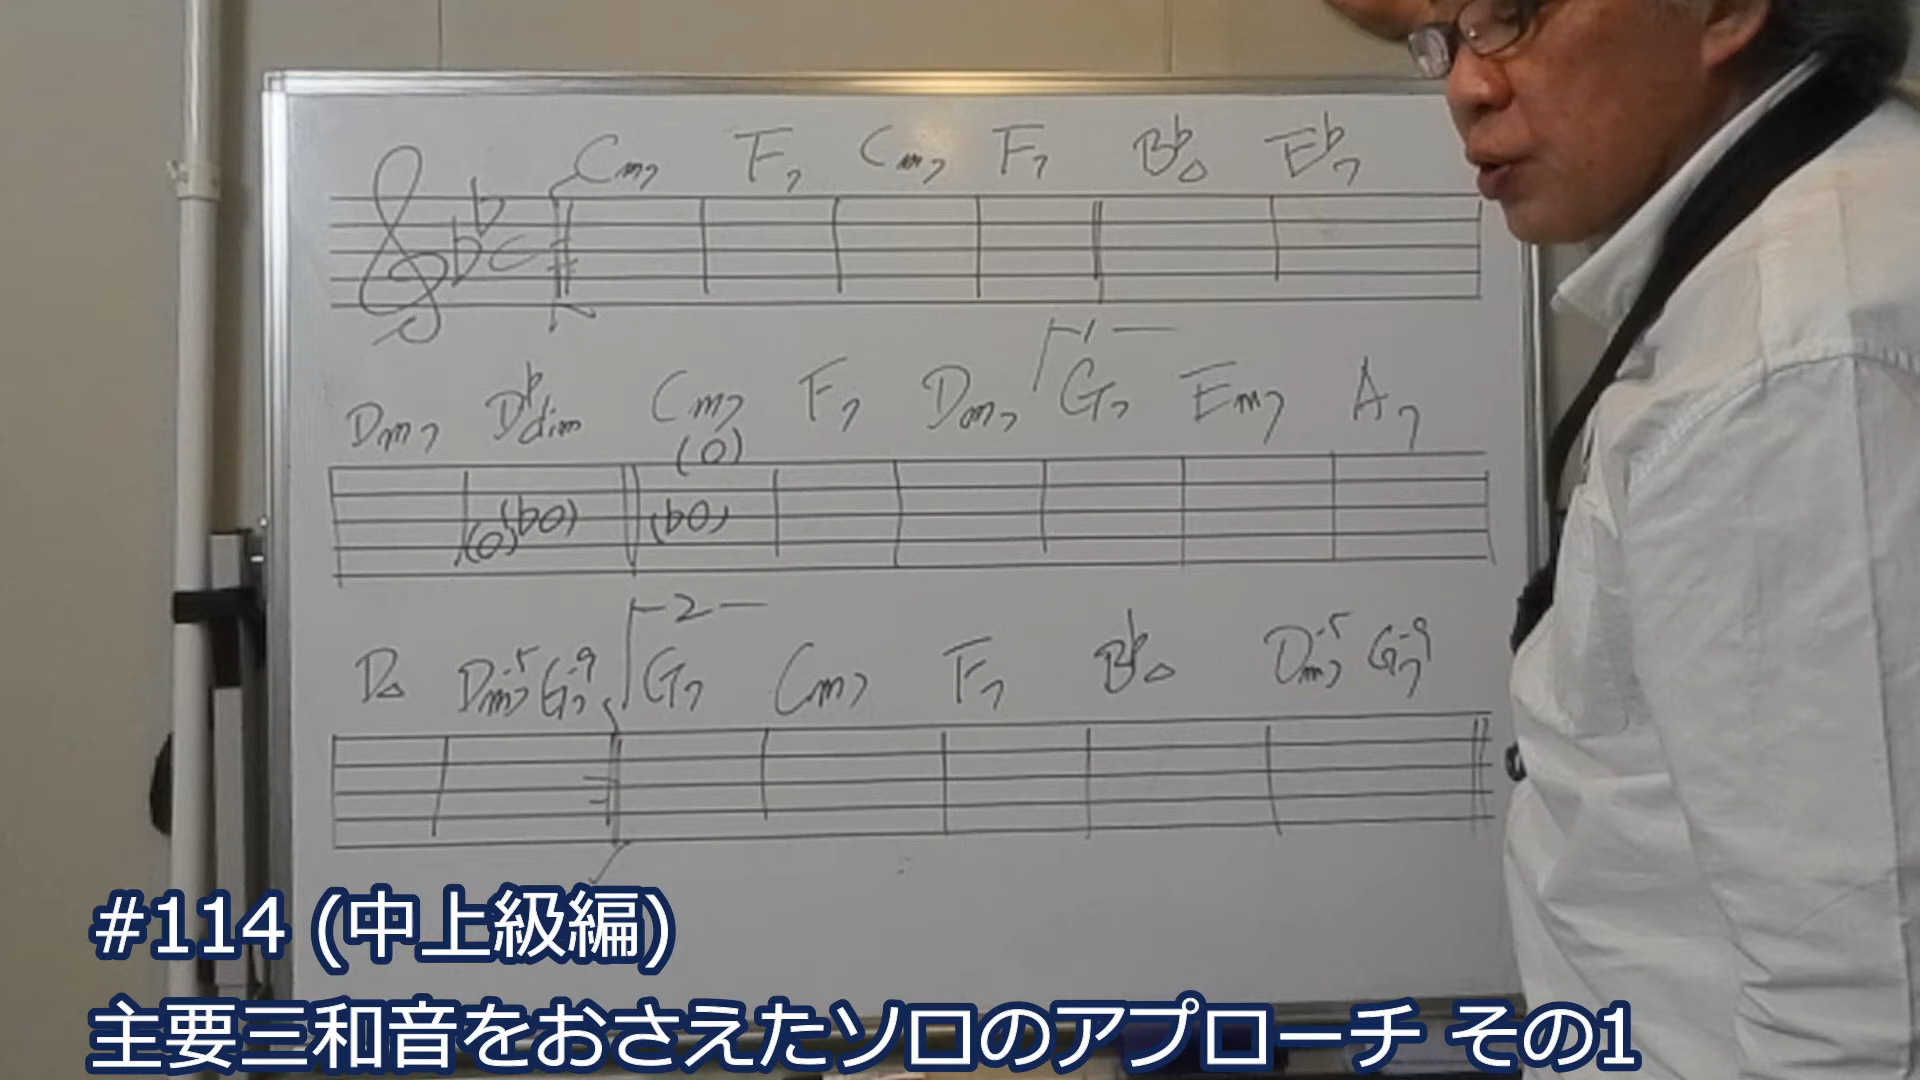 ♭ ♭ C Cm7 F7 Cm7 F7 B♭△ E♭7
Dm7 D♭dim Cm7 F7 Dm7 1 G7 Em7 A7
(o) (♭o) (♭o) (o)
2
D△ Dm7-5 G7-9 G7 Cm7 F7 B♭△ Dm7-5 G7-9
#114 (中上級編)
主要三和音をおさえたソロのアプローチ その1